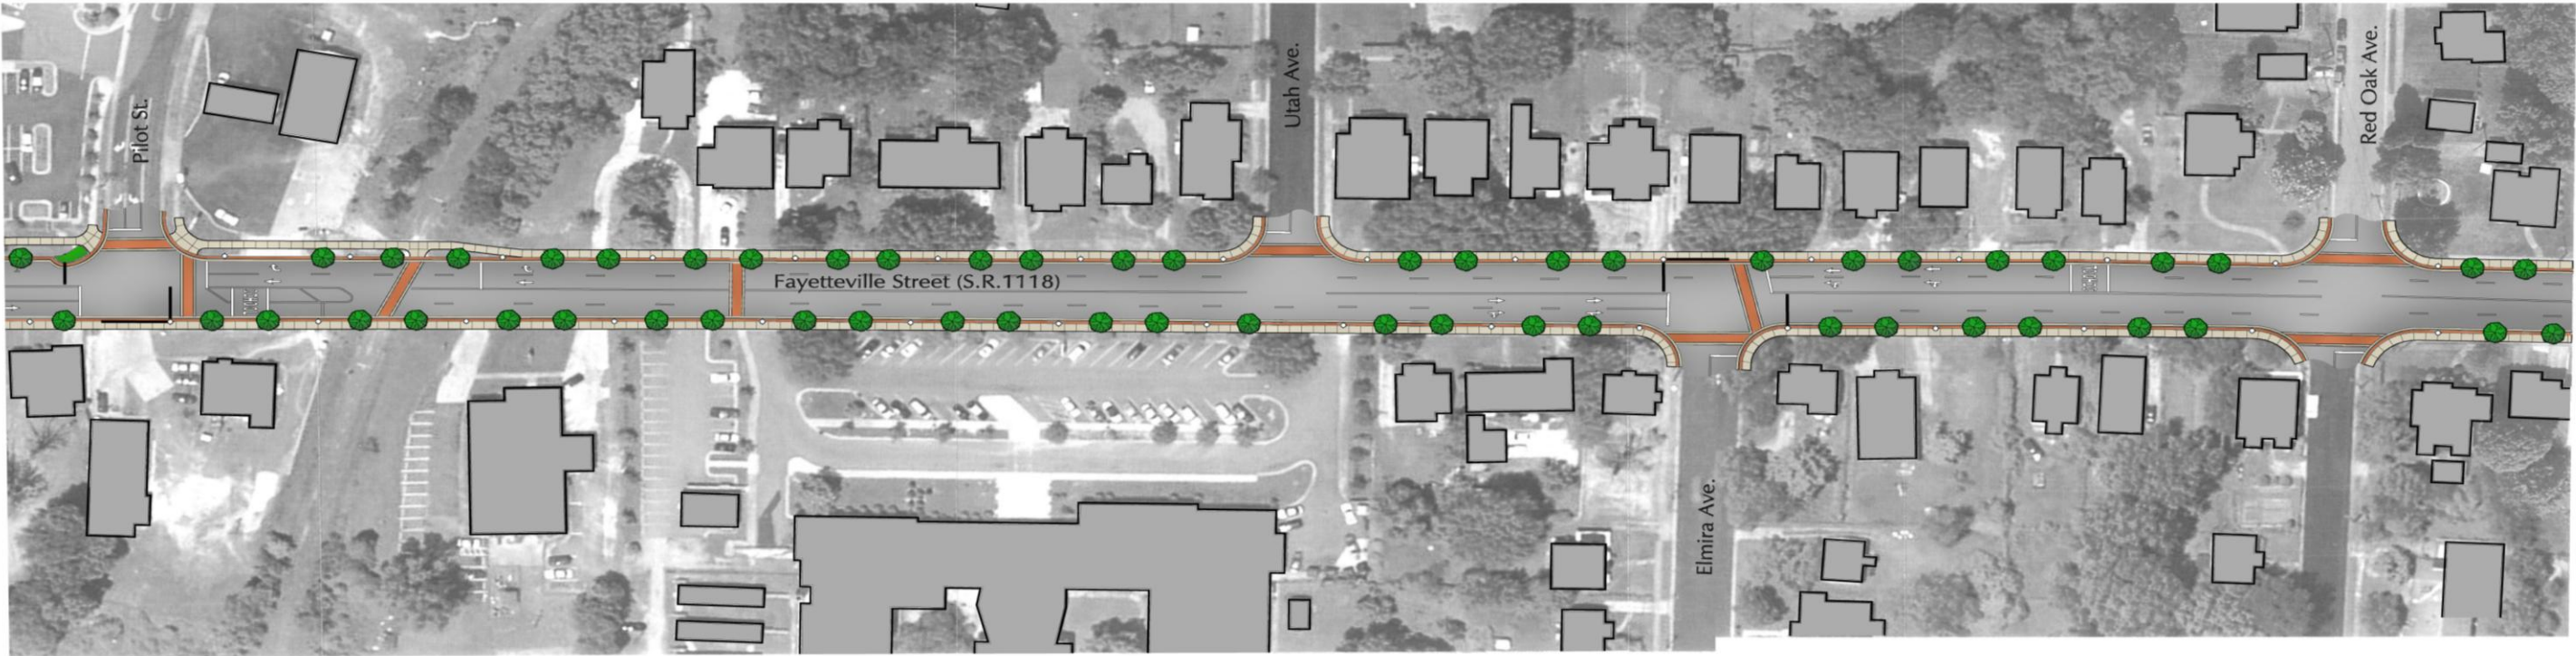 Pilot St.
Utah Ave.
Red Oak Ave.
Fayetteville Street (S.R.1118)
Elmira Ave.